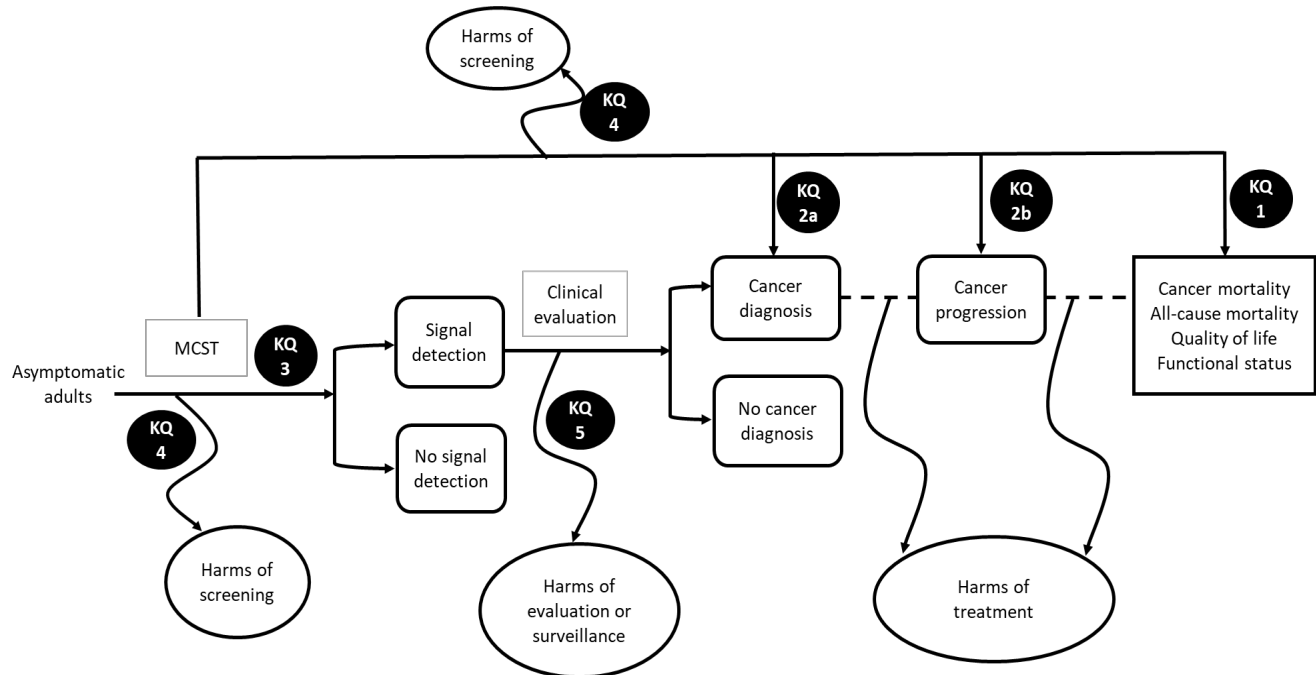 Harms of
screening
KQ
4
KQ
2a
KQ
2b
KQ
1
Clinical
evaluation
Cancer
diagnosis
Cancer
progression
Cancer mortality
All-cause mortality
Quality of life
Functional status
MCST
KQ
3
Signal
detection
Asymptomatic
adults
KQ
4
No signal
detection
KQ
5
No cancer
diagnosis
Harms of
screening
Harms of
evaluation or
surveillance
Harms of
treatment